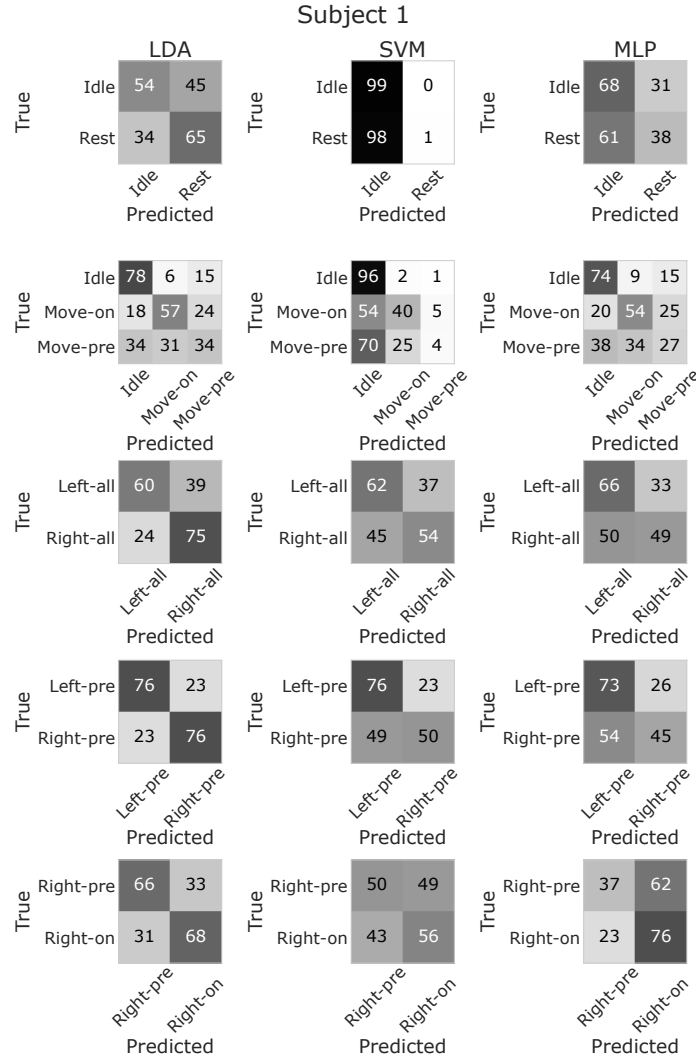 Subject 1
LDA SVM MLP
True Idle 54 45 True Idle 99 0 True Idle 68 31
Rest 34 65 Rest 98 1 Rest 61 38
Idle Rest Idle Rest Idle Rest
Predicted Predicted Predicted
Idle 78 6 15 Idle 96 2 1 Idle 74 9 15
True Move-on 18 57 24 True Move-on 54 40 5 True Move-on 20 54 25
Move-pre 34 31 34 Move-pre 70 25 4 Move-pre 38 34 27
Idle Move-on Move-pre Idle Move-on Move-pre Idle Move-on Move-pre
Predicted Predicted Predicted
True Left-all 60 39 True Left-all 62 37 True Left-all 66 33
Right-all 24 75 Right-all 45 54 Right-all 50 49
Left-all Right-all Left-all Right-all Left-all Right-all
Predicted Predicted Predicted
True Left-pre 76 23 True Left-pre 76 23 True Left-pre 73 26
Right-pre 23 76 Right-pre 49 50 Right-pre 54 45
Left-pre Right-pre Left-pre Right-pre Left-pre Right-pre
Predicted Predicted Predicted
True Right-pre 66 33 True Right-pre 50 49 True Right-pre 37 62
Right-on 31 68 Right-on 43 56 Right-on 23 76
Right-pre Right-on Right-pre Right-on Right-pre Right-on
Predicted Predicted Predicted